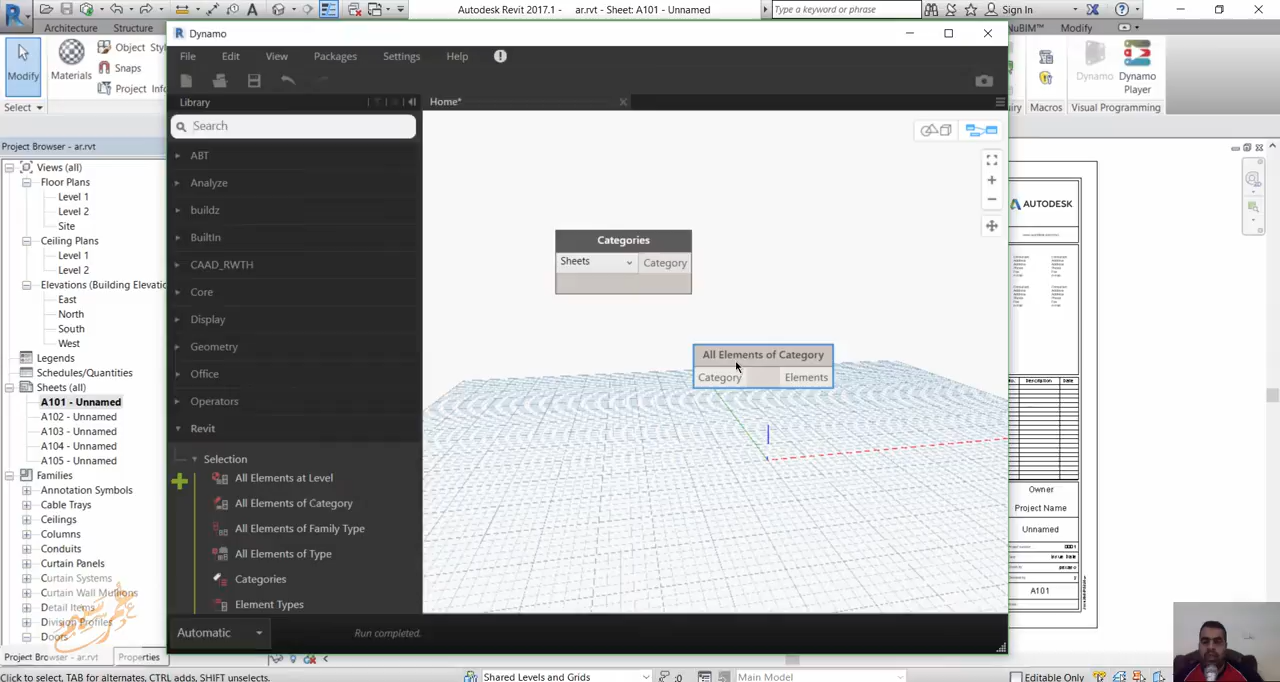 Autodesk Revit 2017.1 - ar.rvt - Sheet: A101 - Unnamed
Type a keyword or phrase
Sign In
Architecture
Structure
NuBIM™
Modify
Modify
Materials
Object Styl
Snaps
Project Info
Select
Macros
Dynamo
Dynamo
Player
Visual Programming
Project Browser - ar.rvt
Views (all)
Floor Plans
Level 1
Level 2
Site
Ceiling Plans
Level 1
Level 2
Elevations (Building Elevatio
East
North
South
West
Legends
Schedules/Quantities
Sheets (all)
A101 - Unnamed
A102 - Unnamed
A103 - Unnamed
A104 - Unnamed
A105 - Unnamed
Families
Annotation Symbols
Cable Trays
Ceilings
Columns
Conduits
Curtain Panels
Curtain Systems
Curtain Wall Mullions
Detail Items
Division Profiles
Doors
Project Browser - ar.rvt
Properties
Dynamo
File
Edit
View
Packages
Settings
Help
Library
Home*
Search
ABT
Analyze
buildz
BuiltIn
CAAD_RWTH
Core
Display
Geometry
Office
Operators
Revit
Selection
All Elements at Level
All Elements of Category
All Elements of Family Type
All Elements of Type
Categories
Element Types
Automatic
Run completed.
Categories
Sheets
Category
All Elements of Category
Category
Elements
AUTODESK
Description
Date
Owner
Project Name
Unnamed
A101
Click to select, TAB for alternates, CTRL adds, SHIFT unselects.
Shared Levels and Grids
:0
Main Model
Editable Only